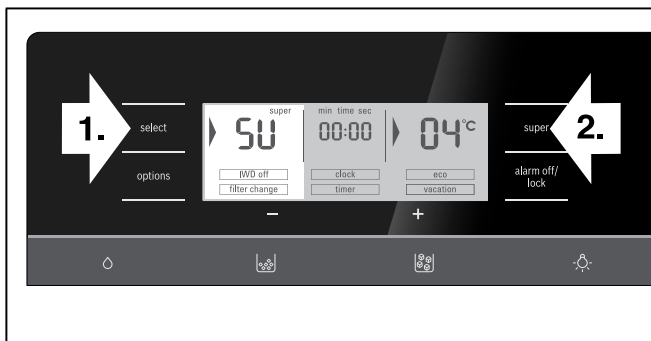 super
min time sec
1.
select
SU
00:00
04°C
super
2.
options
IWD off
clock
eco
alarm off/
lock
filter change
timer
vacation
− +